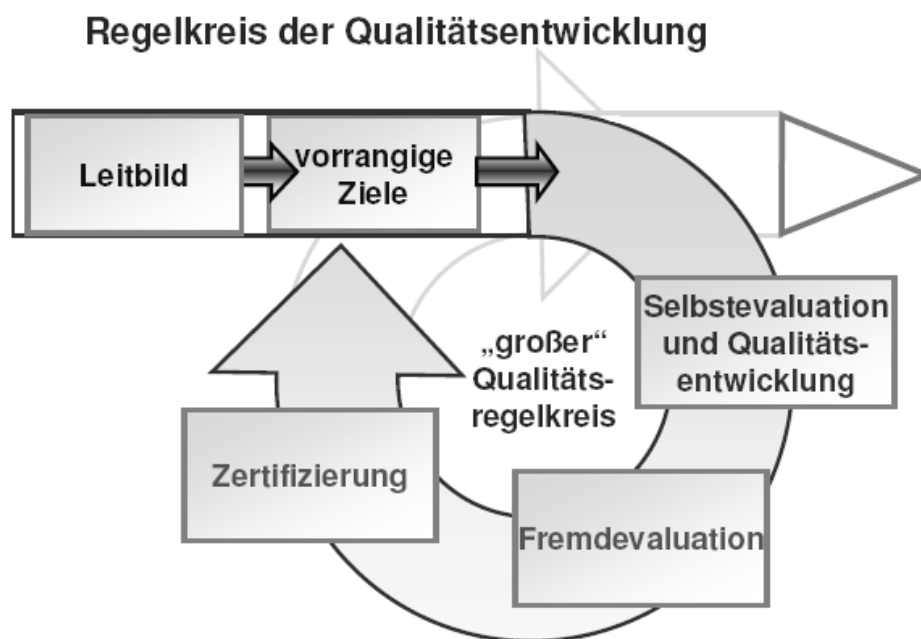 Regelkreis der Qualitätsentwicklung
Leitbild
vorrangige
Ziele
Selbstevaluation
und Qualitäts-
entwicklung
„großer“
Qualitäts-
regelkreis
Zertifizierung
Fremdevaluation